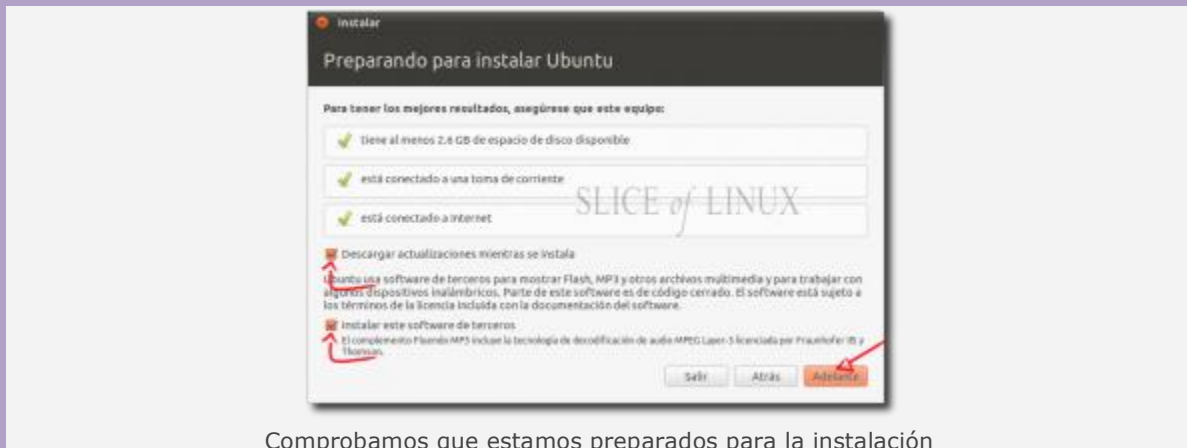 Instalar
Preparando para instalar Ubuntu
Para tener los mejores resultados, asegúrese que este equipo:
tiene al menos 2.6 GB de espacio de disco disponible
está conectado a una toma de corriente
SLICE of LINUX
está conectado a Internet
Descargar actualizaciones mientras se instala
Ubuntu usa software de terceros para mostrar Flash, MP3 y otros archivos multimedia y para trabajar con
algunos dispositivos inalámbricos. Parte de este software es de código cerrado. El software está sujeto a
los términos de la licencia incluida con la documentación del software.
Instalar este software de terceros
El complemento Fluendo MP3 incluye la tecnología de decodificación de audio MPEG Layer-3 licenciada por Fraunhofer IIS y
Thomson.
Salir Atrás Adelante
Comprobamos que estamos preparados para la instalación